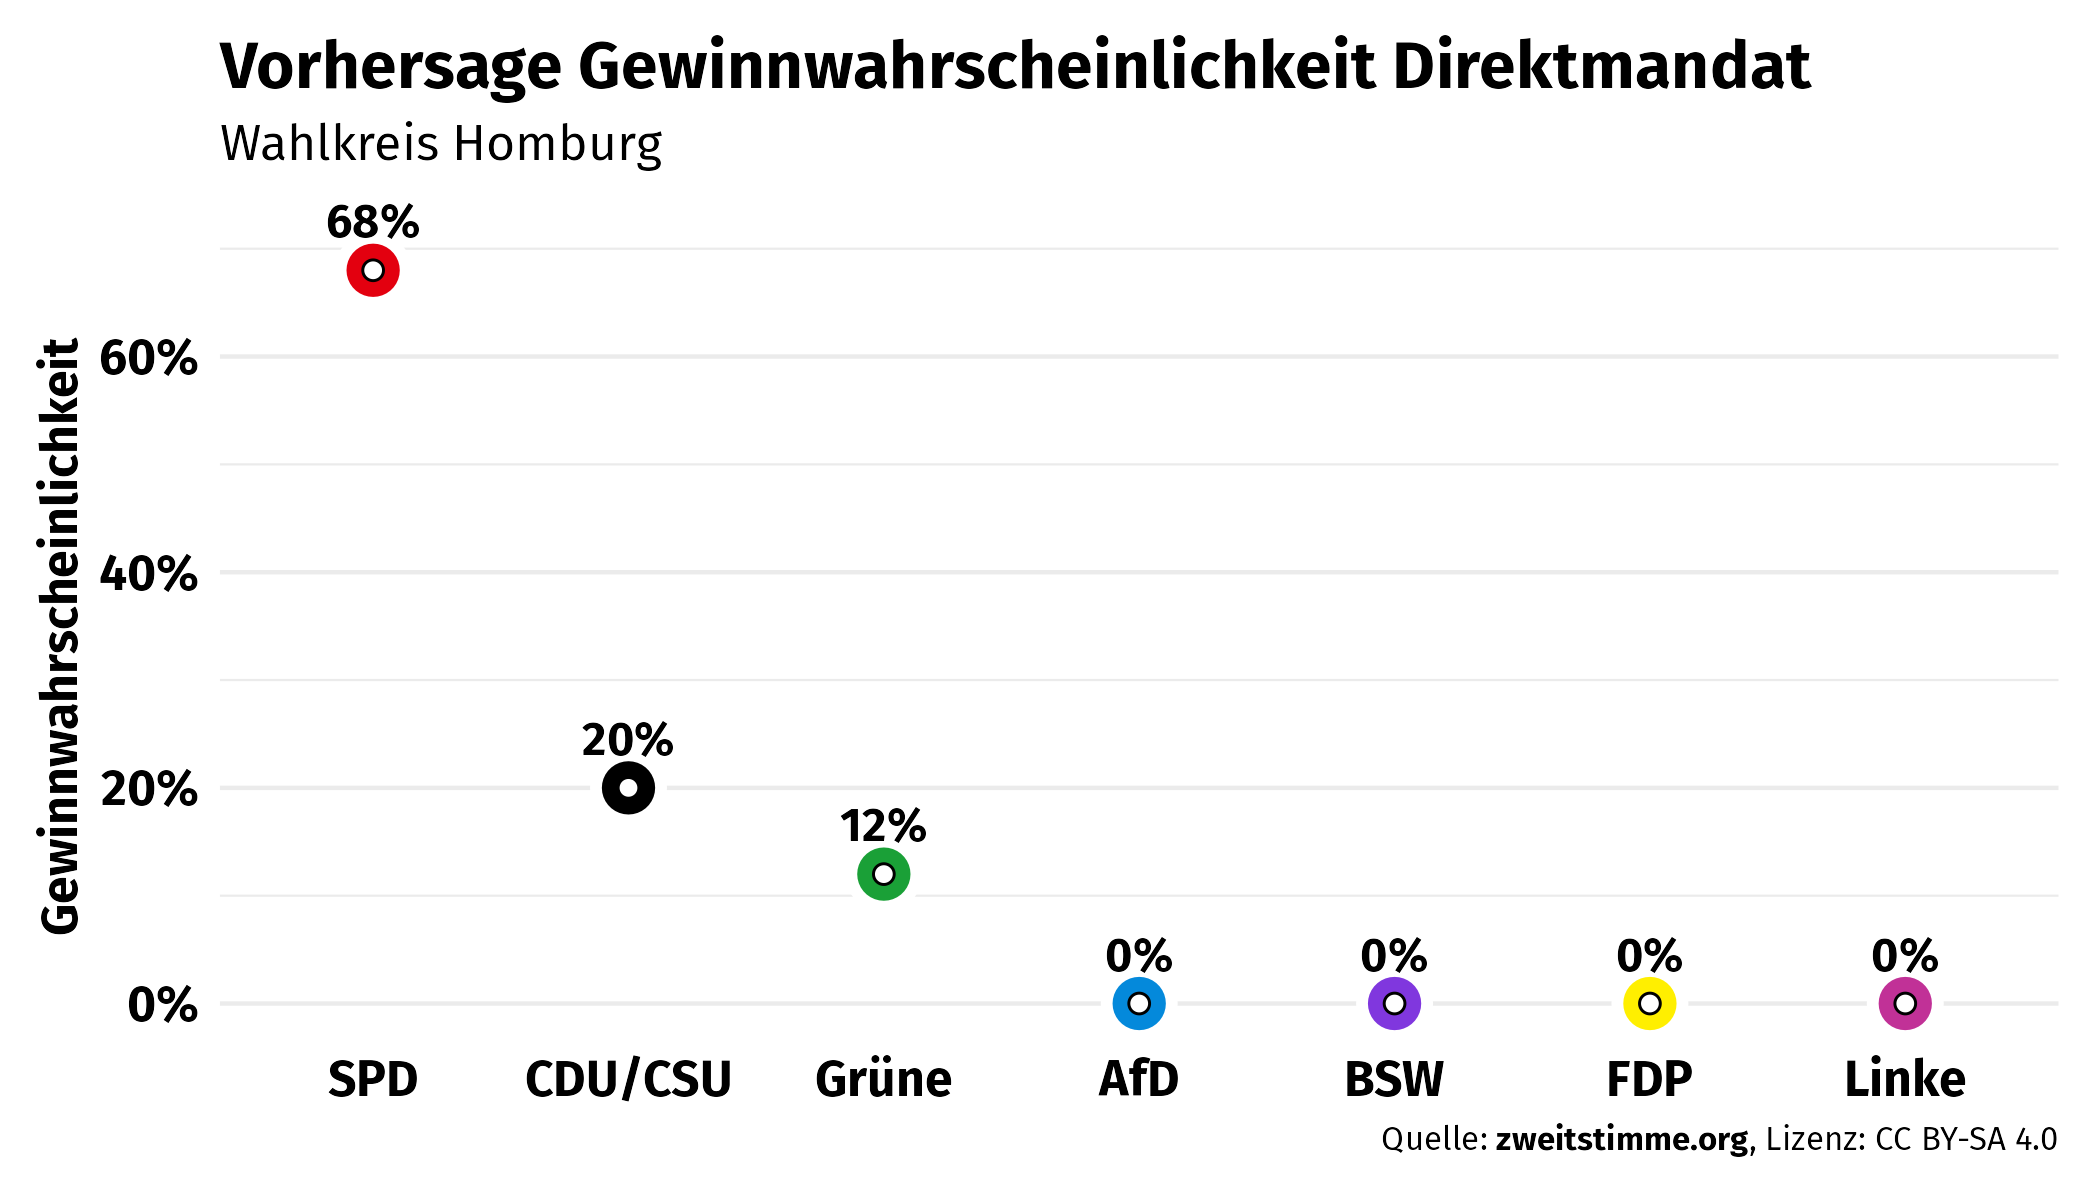 Vorhersage Gewinnwahrscheinlichkeit Direktmandat
Wahlkreis Homburg
Gewinnwahrscheinlichkeit
60%
40%
20%
0%
68%
20%
12%
0%
0%
0%
0%
SPD
CDU/CSU
Grüne
AfD
BSW
FDP
Linke
Quelle: zweitstimme.org, Lizenz: CC BY-SA 4.0